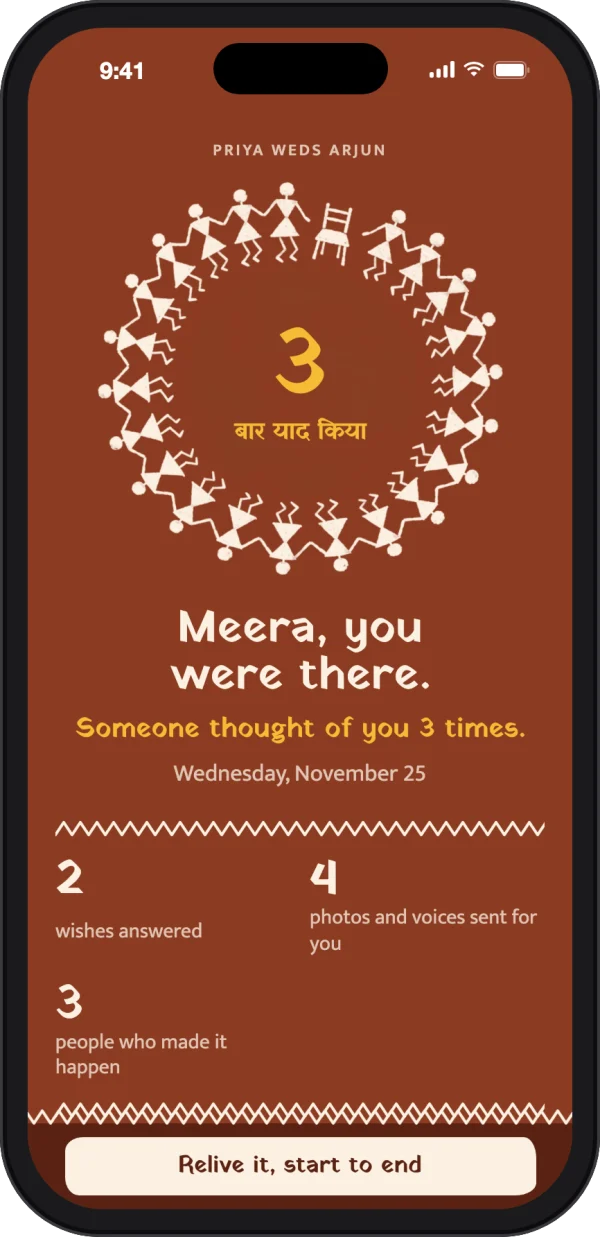 9:41
PRIYA WEDS ARJUN
3
बार याद किया
Meera, you
were there.
Someone thought of you 3 times.
Wednesday, November 25
2
wishes answered
4
photos and voices sent for
you
3
people who made it
happen
Relive it, start to end